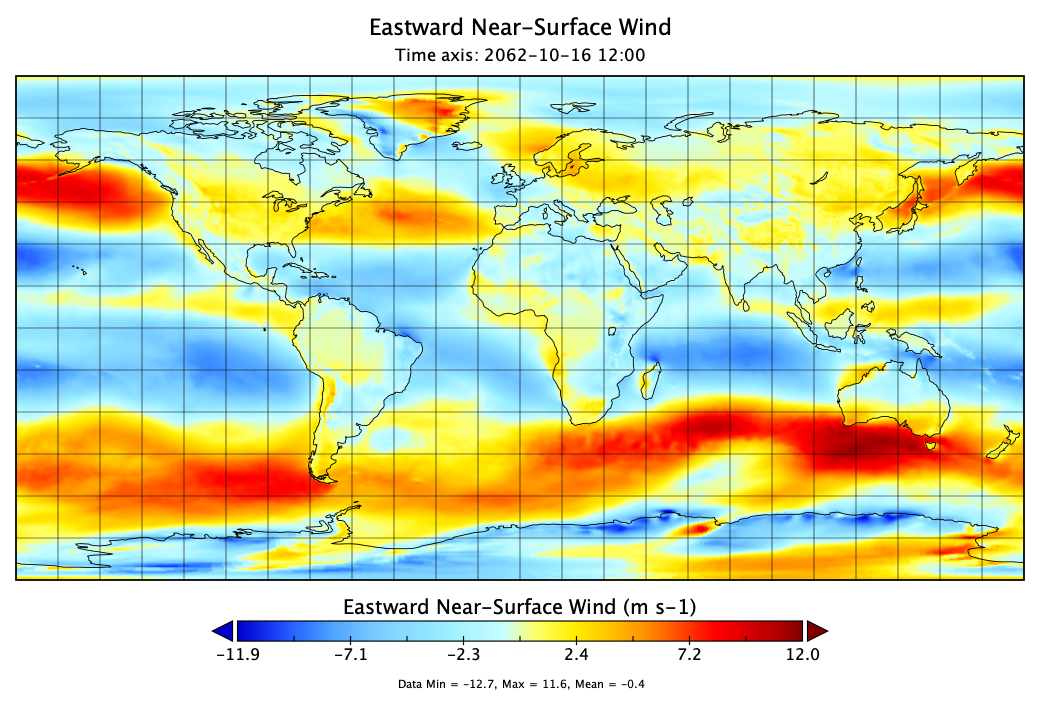 Eastward Near-Surface Wind
Time axis: 2062-10-16 12:00
Eastward Near-Surface Wind (m s-1)
-11.9 -7.1 -2.3 2.4 7.2 12.0
Data Min = -12.7, Max = 11.6, Mean = -0.4